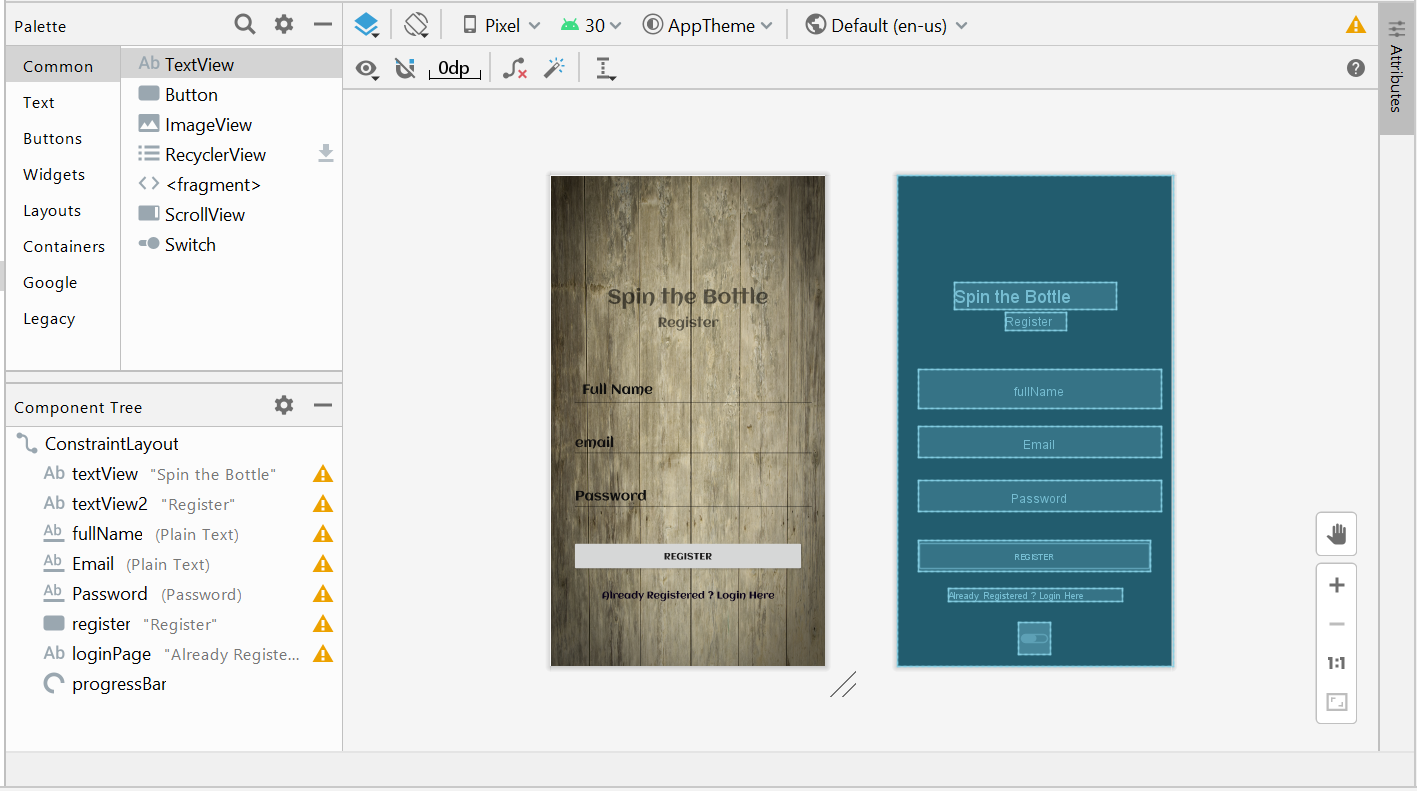 Palette
Pixel
30
AppTheme
Default (en-us)
0dp
Attributes
Common
Text
Buttons
Widgets
Layouts
Containers
Google
Legacy
Ab TextView
Button
ImageView
RecyclerView
<fragment>
ScrollView
Switch
Component Tree
ConstraintLayout
Ab textView "Spin the Bottle"
Ab textView2 "Register"
Ab fullName (Plain Text)
Ab Email (Plain Text)
Ab Password (Password)
register "Register"
Ab loginPage "Already Registe...
progressBar
Spin the Bottle
Register
Full Name
email
Password
REGISTER
Already Registered ? Login Here
Spin the Bottle
Register
fullName
Email
Password
REGISTER
Already Registered ? Login Here
1:1